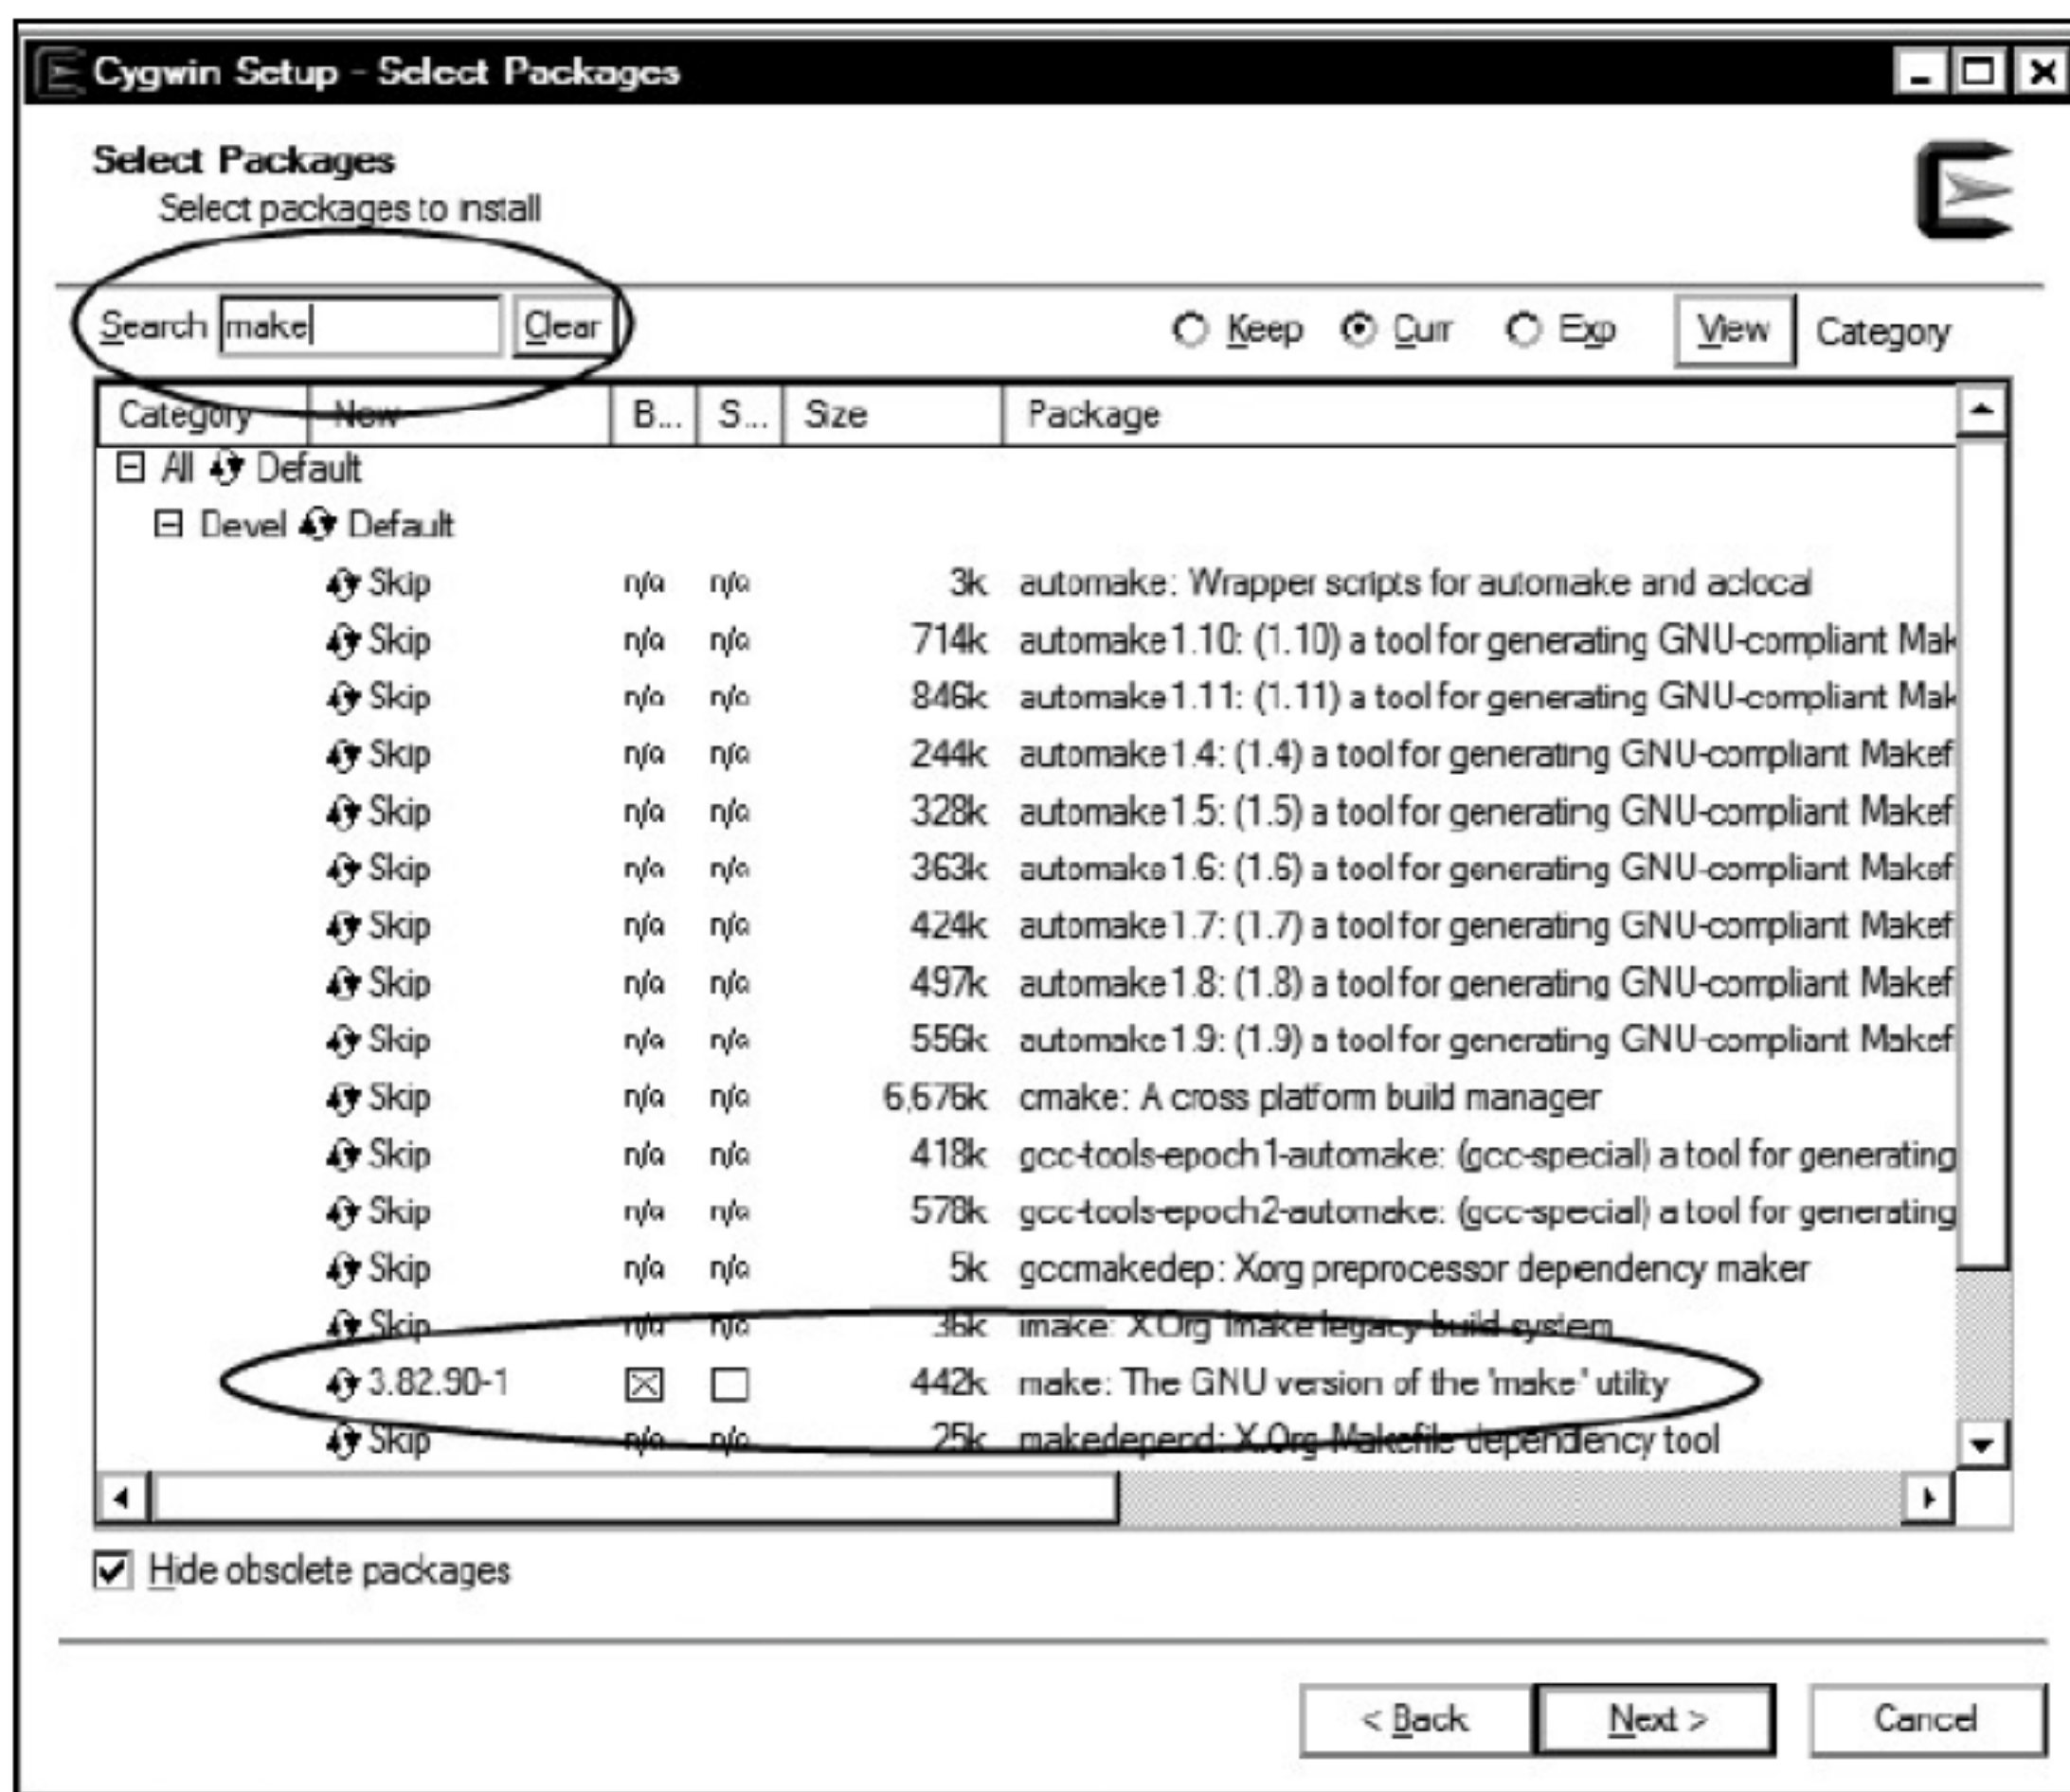 Cygwin Setup - Select Packages
Select Packages
Select packages to install
Search make Clear Keep Curr Exp View Category
Category New B... S... Size Package
All Default
Devel Default
Skip n/a n/a 3k automake: Wrapper scripts for automake and aclocal
Skip n/a n/a 714k automake1.10: (1.10) a tool for generating GNU-compliant Mak
Skip n/a n/a 846k automake1.11: (1.11) a tool for generating GNU-compliant Mak
Skip n/a n/a 244k automake1.4: (1.4) a tool for generating GNU-compliant Makef
Skip n/a n/a 328k automake1.5: (1.5) a tool for generating GNU-compliant Makef
Skip n/a n/a 363k automake1.6: (1.6) a tool for generating GNU-compliant Makef
Skip n/a n/a 424k automake1.7: (1.7) a tool for generating GNU-compliant Makef
Skip n/a n/a 497k automake1.8: (1.8) a tool for generating GNU-compliant Makef
Skip n/a n/a 556k automake1.9: (1.9) a tool for generating GNU-compliant Makef
Skip n/a n/a 6,676k cmake: A cross platform build manager
Skip n/a n/a 418k gcc-tools-epoch1-automake: (gcc-special) a tool for generating
Skip n/a n/a 578k gcc-tools-epoch2-automake: (gcc-special) a tool for generating
Skip n/a n/a 5k gccmakedep: Xorg preprocessor dependency maker
Skip n/a n/a 36k imake: X.Org Imake legacy build system
3.82.90-1 442k make: The GNU version of the 'make' utility
Skip n/a n/a 25k makedepend: X.Org Makefile dependency tool
Hide obsolete packages
< Back Next > Cancel